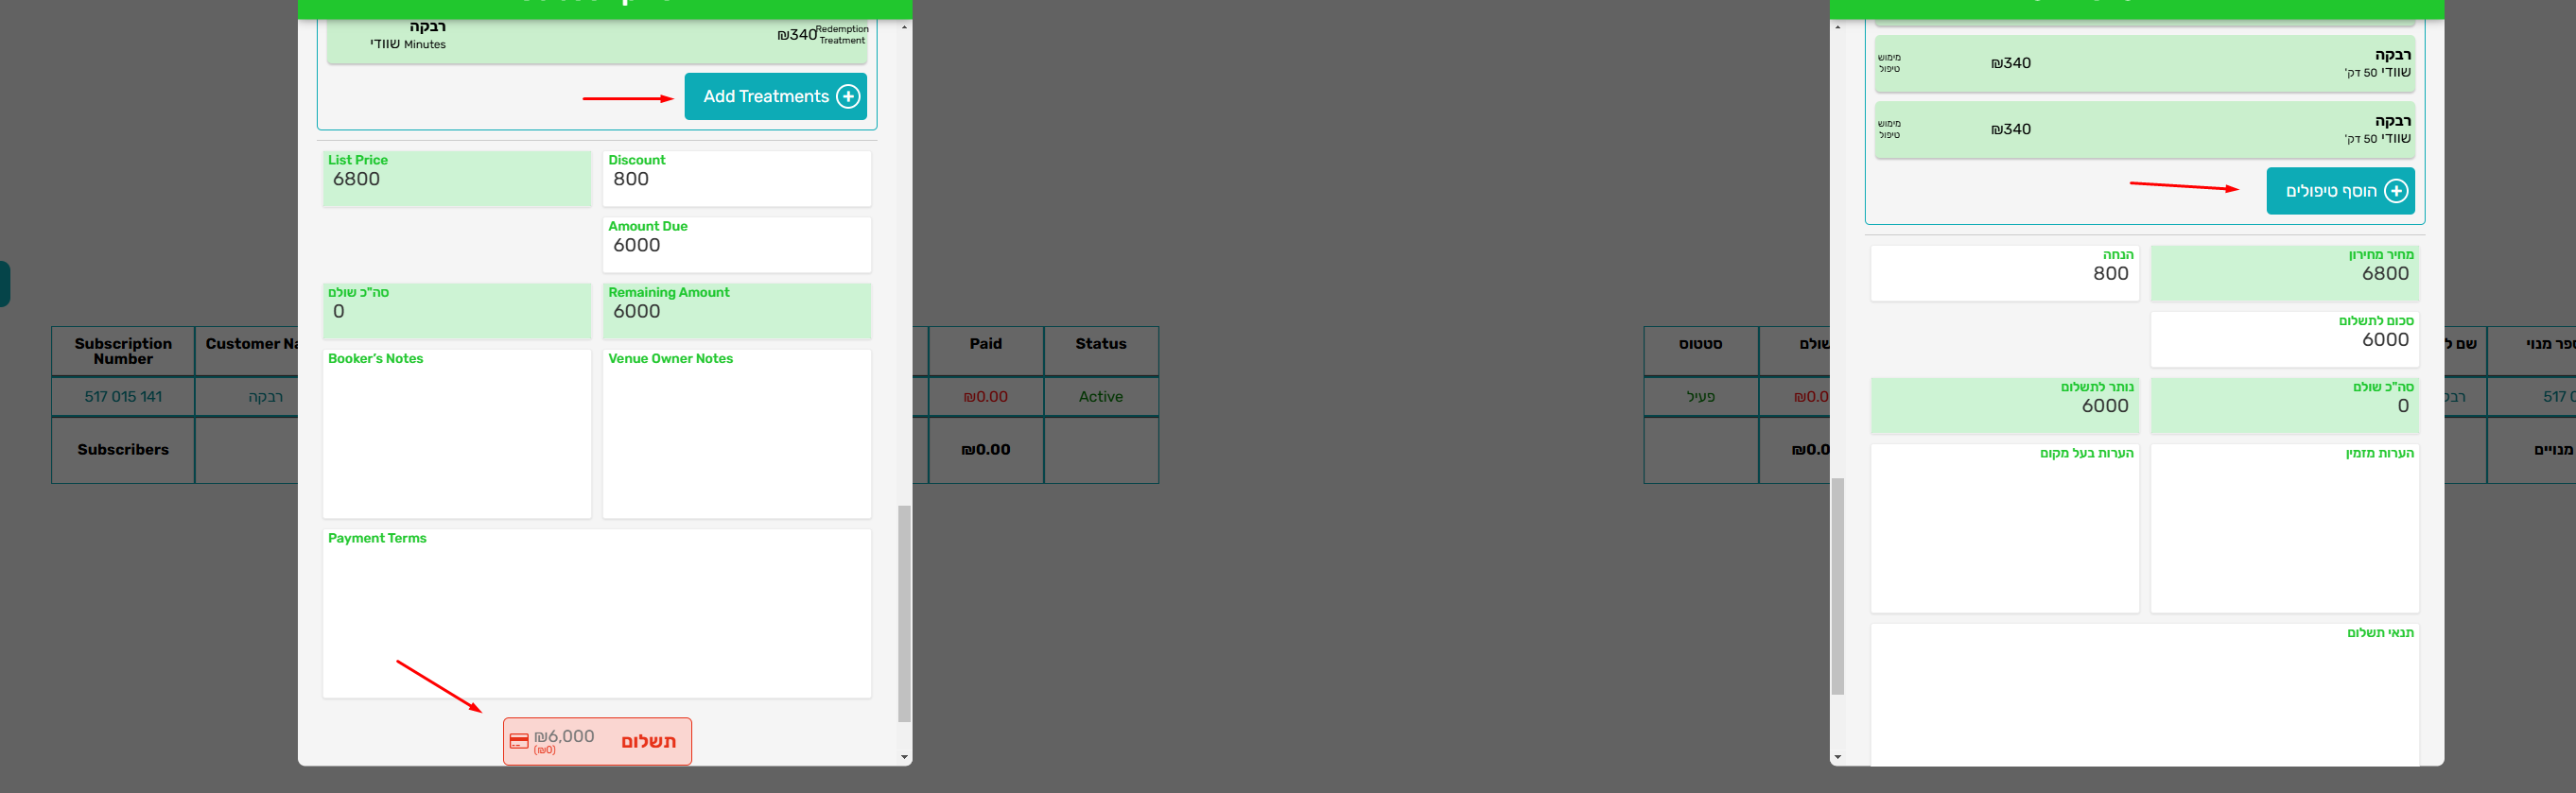 רבקה
שוודי Minutes
₪340
Redemption
Treatment
Add Treatments
List Price
6800
Discount
800
Amount Due
6000
סה"כ שולם
0
Remaining Amount
6000
Booker's Notes
Venue Owner Notes
Payment Terms
תשלום
₪6,000
(₪0)
Subscription
Number
Customer Na
Paid
Status
517 015 141
רבקה
₪0.00
Active
Subscribers
₪0.00
רבקה
שוודי 50 דק'
₪340
מימוש
טיפול
רבקה
שוודי 50 דק'
₪340
מימוש
טיפול
הוסף טיפולים
מחיר מחירון
6800
הנחה
800
סכום לתשלום
6000
סה"כ שולם
0
נותר לתשלום
6000
הערות מזמין
הערות בעל מקום
תנאי תשלום
ספר מנוי
שם ל
שולם
סטטוס
517 0
רבק
₪0.0
פעיל
מנויים
₪0.0